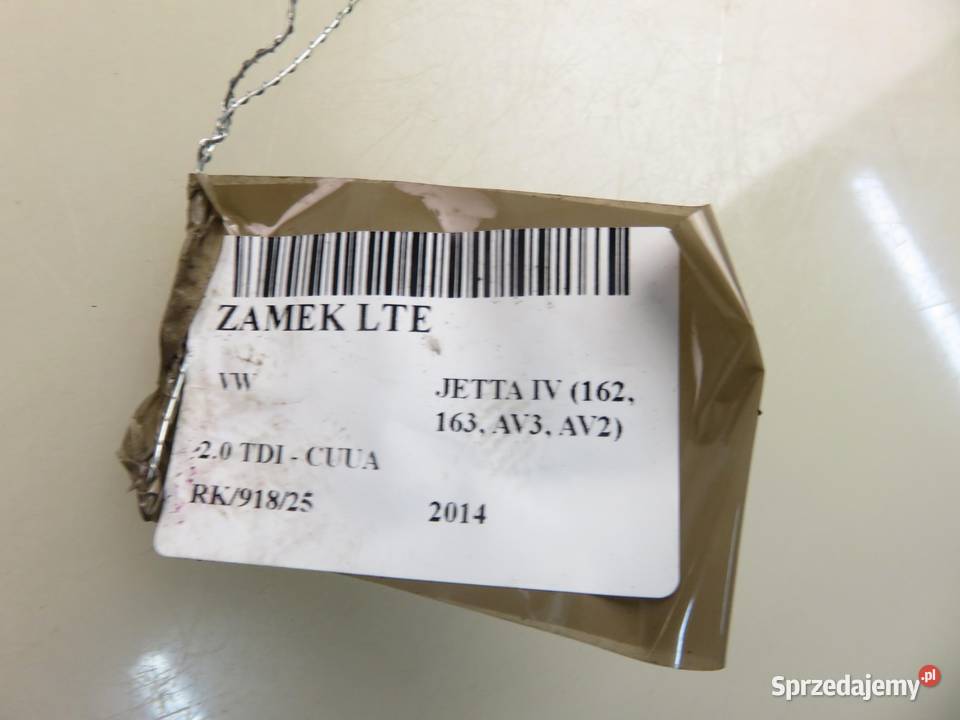 ZAMEK LTE
VW
JETTA IV (162,
163, AV3, AV2)
2.0 TDI - CUUA
RK/918/25
2014
Sprzedajemy.pl